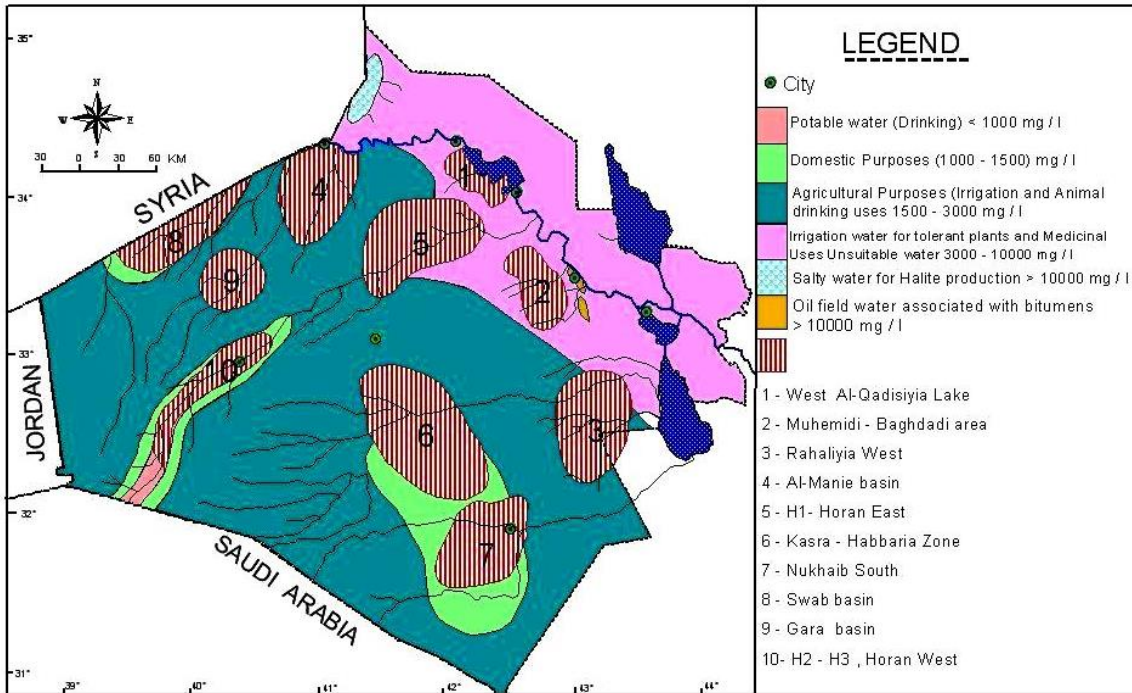 35°
34°
33°
32°
31°
39°
40°
41°
42°
43°
44°
N
W
E
S
30
0
30
60
KM
SYRIA
JORDAN
SAUDI ARABIA
1
2
3
4
5
6
7
8
9
10
LEGEND
City
Potable water (Drinking) < 1000 mg / l
Domestic Purposes (1000 - 1500) mg / l
Agricultural Purposes (Irrigation and Animal
drinking uses 1500 - 3000 mg / l
Irrigation water for tolerant plants and Medicinal
Uses Unsuitable water 3000 - 10000 mg / l
Salty water for Halite production > 10000 mg / l
Oil field water associated with bitumens
> 10000 mg / l
1 - West Al-Qadisiyia Lake
2 - Muhemidi - Baghdadi area
3 - Rahaliyia West
4 - Al-Manie basin
5 - H1- Horan East
6 - Kasra - Habbaria Zone
7 - Nukhaib South
8 - Swab basin
9 - Gara basin
10- H2 - H3 , Horan West